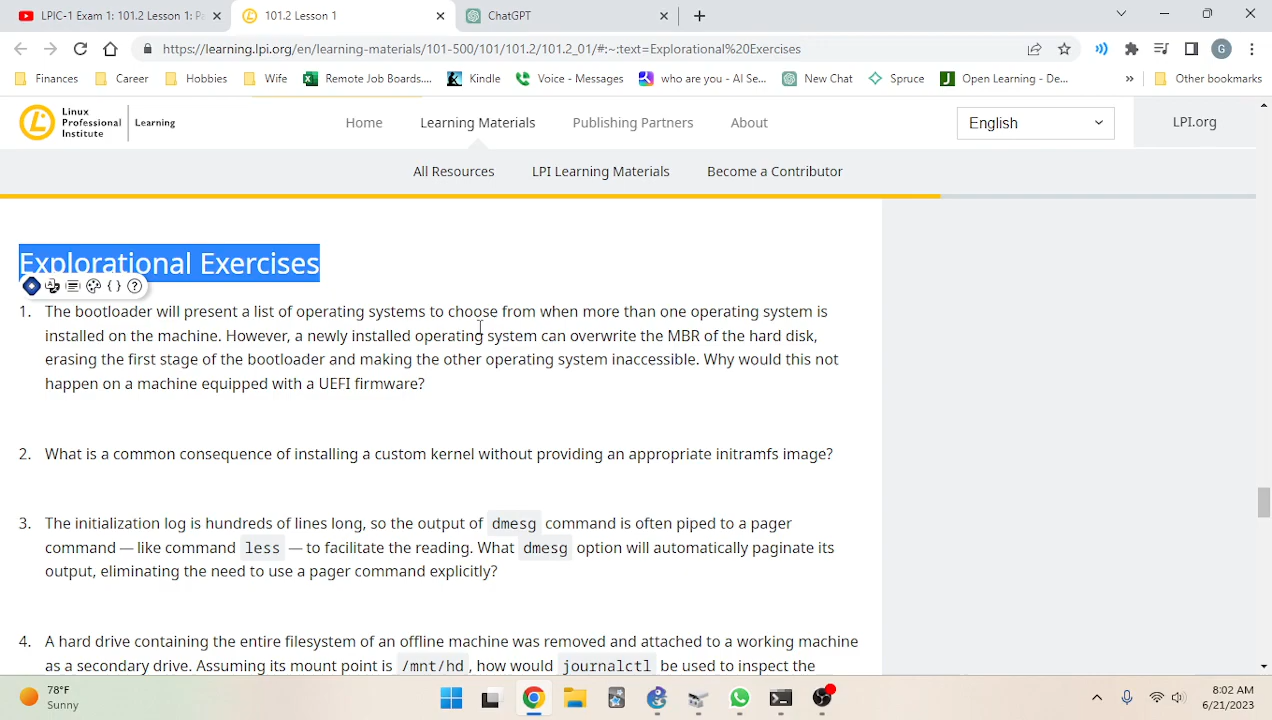 LPIC-1 Exam 1: 101.2 Lesson 1: Pa
101.2 Lesson 1
ChatGPT
https://learning.lpi.org/en/learning-materials/101-500/101/101.2/101.2_01/#:~:text=Explorational%20Exercises
G
Finances
Career
Hobbies
Wife
Remote Job Boards....
Kindle
Voice - Messages
who are you - AI Se...
New Chat
Spruce
Open Learning - De...
»
Other bookmarks
Linux
Professional
Institute
Learning
Home
Learning Materials
Publishing Partners
About
English
LPI.org
All Resources
LPI Learning Materials
Become a Contributor
Explorational Exercises
1. The bootloader will present a list of operating systems to choose from when more than one operating system is
installed on the machine. However, a newly installed operating system can overwrite the MBR of the hard disk,
erasing the first stage of the bootloader and making the other operating system inaccessible. Why would this not
happen on a machine equipped with a UEFI firmware?
2. What is a common consequence of installing a custom kernel without providing an appropriate initramfs image?
3. The initialization log is hundreds of lines long, so the output of dmesg command is often piped to a pager
command — like command less — to facilitate the reading. What dmesg option will automatically paginate its
output, eliminating the need to use a pager command explicitly?
4. A hard drive containing the entire filesystem of an offline machine was removed and attached to a working machine
as a secondary drive. Assuming its mount point is /mnt/hd, how would journalctl be used to inspect the
78°F
Sunny
8:02 AM
6/21/2023